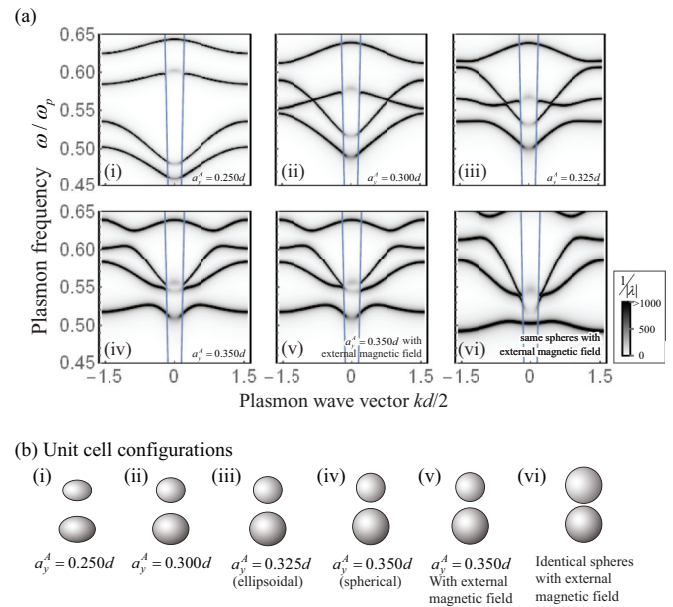 (a)
0.65
0.60
0.55
0.50
0.45
Plasmon frequency ω / ω_p
(i)
a_y^A = 0.250d
(ii)
a_y^A = 0.300d
(iii)
a_y^A = 0.325d
0.65
0.60
0.55
0.50
0.45
(iv)
a_y^A = 0.350d
(v)
a_y^A = 0.350d with
external magnetic field
(vi)
same spheres with
external magnetic field
1/|λ|
>1000
500
0
−1.5 0 1.5 −1.5 0 1.5 −1.5 0 1.5
Plasmon wave vector kd/2
(b) Unit cell configurations
(i) (ii) (iii) (iv) (v) (vi)
a_y^A = 0.250d
a_y^A = 0.300d
a_y^A = 0.325d
(ellipsoidal)
a_y^A = 0.350d
(spherical)
a_y^A = 0.350d
With external
magnetic field
Identical spheres
with external
magnetic field